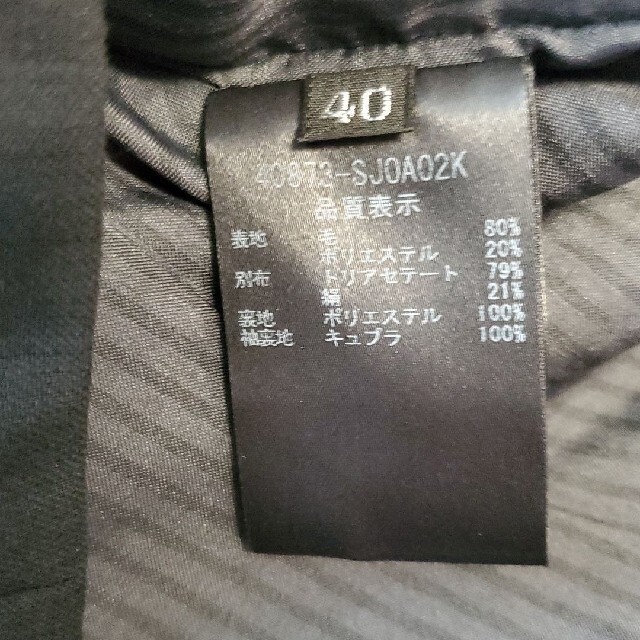 40
40873-SJ0A02K
品質表示
表地 毛 80%
ポリエステル 20%
別布 トリアセテート 79%
絹 21%
裏地 ポリエステル 100%
袖裏地 キュプラ 100%